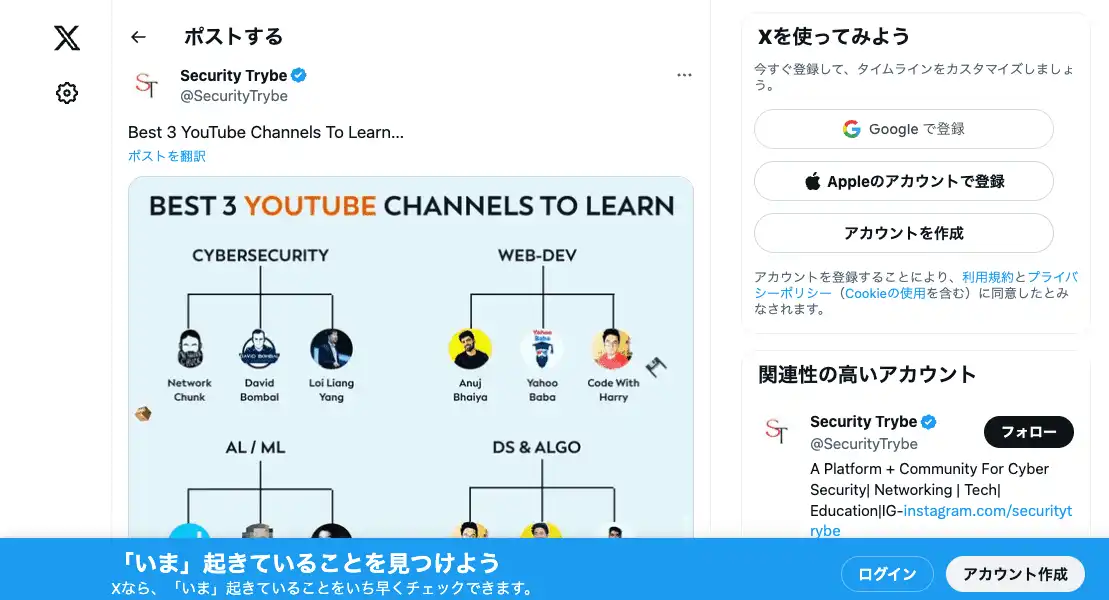 ポストする
Security Trybe
@SecurityTrybe
Best 3 YouTube Channels To Learn...
ポストを翻訳
BEST 3 YOUTUBE CHANNELS TO LEARN
CYBERSECURITY
Network Chunk
David Bombal
Loi Liang Yang
WEB-DEV
Anuj Bhaiya
Yahoo Baba
Code With Harry
AL / ML
DS & ALGO
Xを使ってみよう
今すぐ登録して、タイムラインをカスタマイズしましょ
う。
Google で登録
Appleのアカウントで登録
アカウントを作成
アカウントを登録することにより、利用規約とプライバ
シーポリシー（Cookieの使用を含む）に同意したとみ
なされます。
関連性の高いアカウント
Security Trybe
@SecurityTrybe
フォロー
A Platform + Community For Cyber
Security| Networking | Tech|
Education|IG-instagram.com/securityt
rybe
「いま」起きていることを見つけよう
Xなら、「いま」起きていることをいち早くチェックできます。
ログイン
アカウント作成